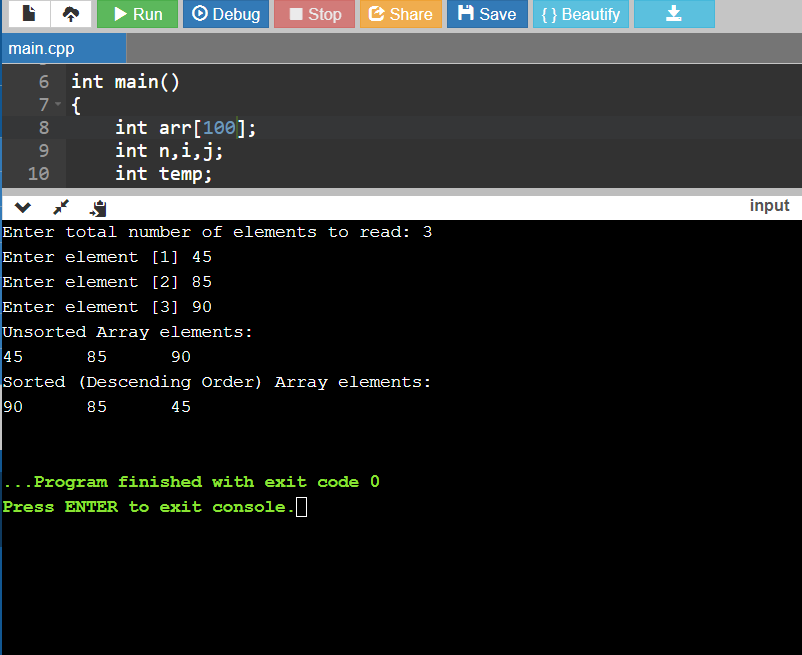 Run Debug Stop Share Save { } Beautify
main.cpp
6 int main()
7 {
8 int arr[100];
9 int n,i,j;
10 int temp;
input
Enter total number of elements to read: 3
Enter element [1] 45
Enter element [2] 85
Enter element [3] 90
Unsorted Array elements:
45 85 90
Sorted (Descending Order) Array elements:
90 85 45
...Program finished with exit code 0
Press ENTER to exit console.